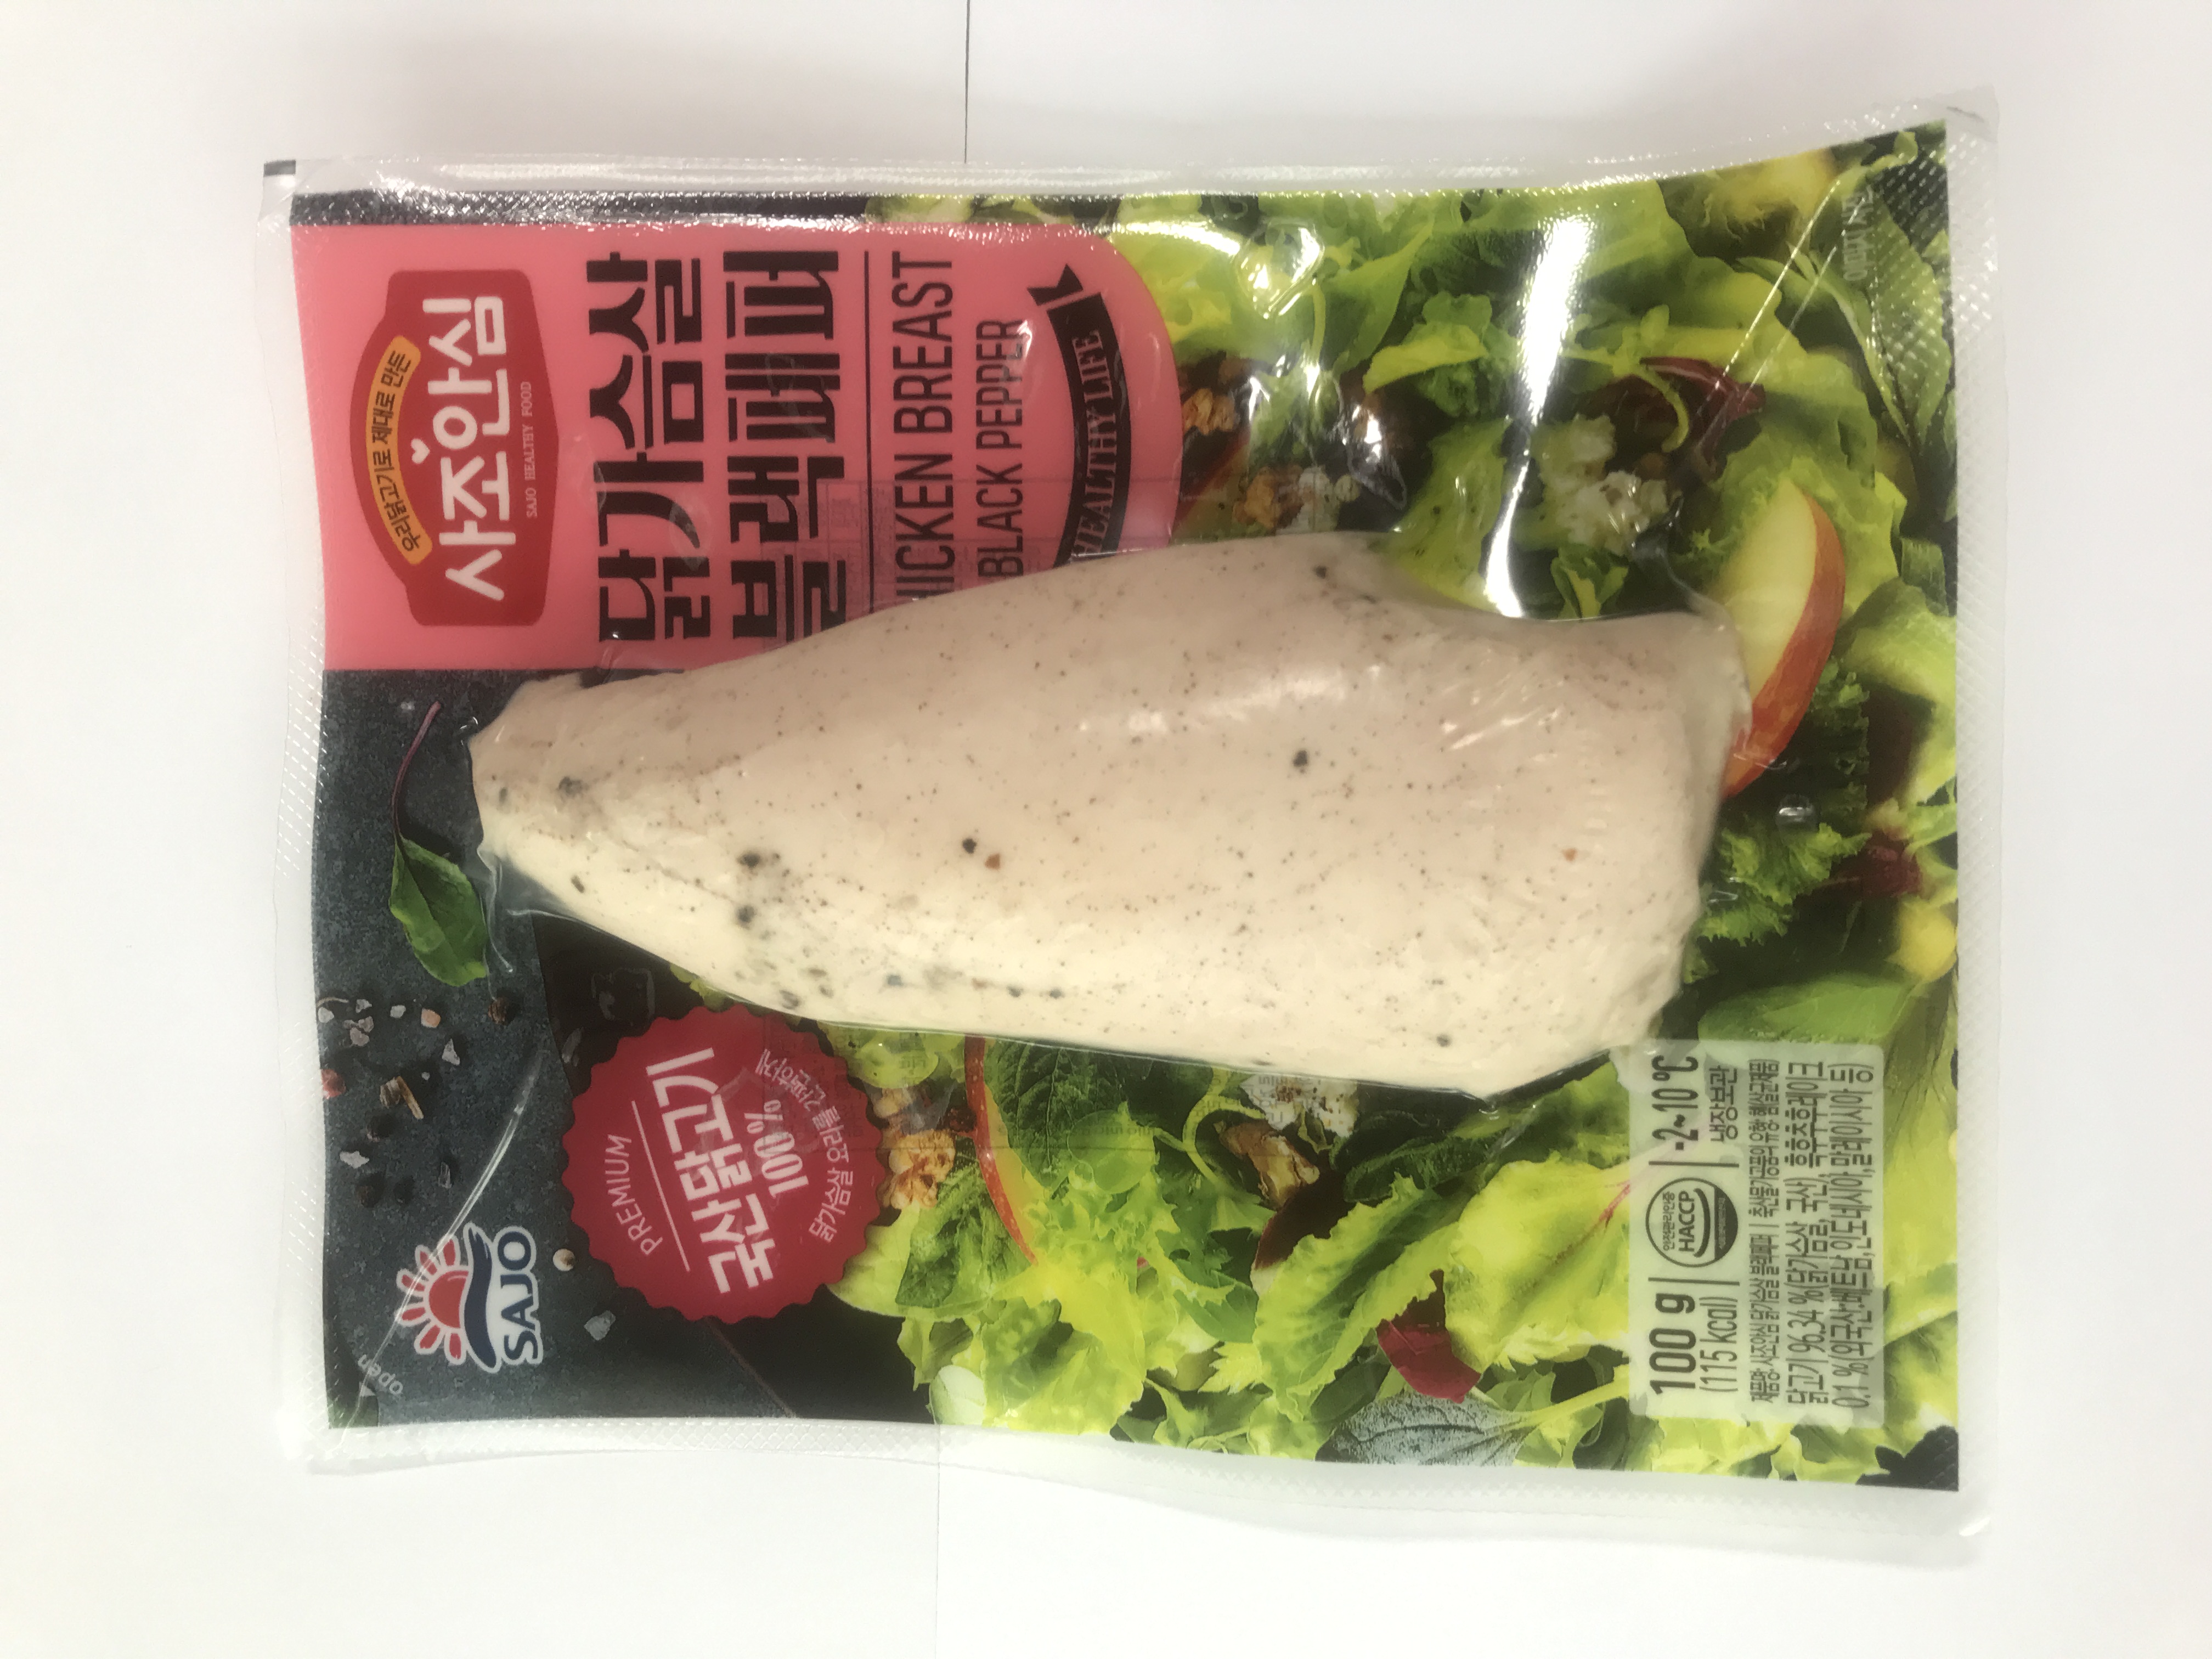 open
SAJO
우리닭고기로 제대로 만든
사조안심
SAJO HEALTHY FOOD
PREMIUM
국산닭고기
100%
닭가슴살 요리를 간편하게
닭가슴살
블랙페퍼
HICKEN BREAST
BLACK PEPPER
HEALTHY LIFE
100 g
(115 kcal)
안전관리인증
HACCP
-2~10 ℃
냉장보관
제품명: 사조안심 닭가슴살 블랙페퍼 | 축산물가공품의 유형: 햄(살균제품)
닭고기 96.34 %(닭가슴살, 국산), 흑후추후레이크
0.1 %(외국산:베트남,인도네시아,말레이시아 등)
이미지 사진